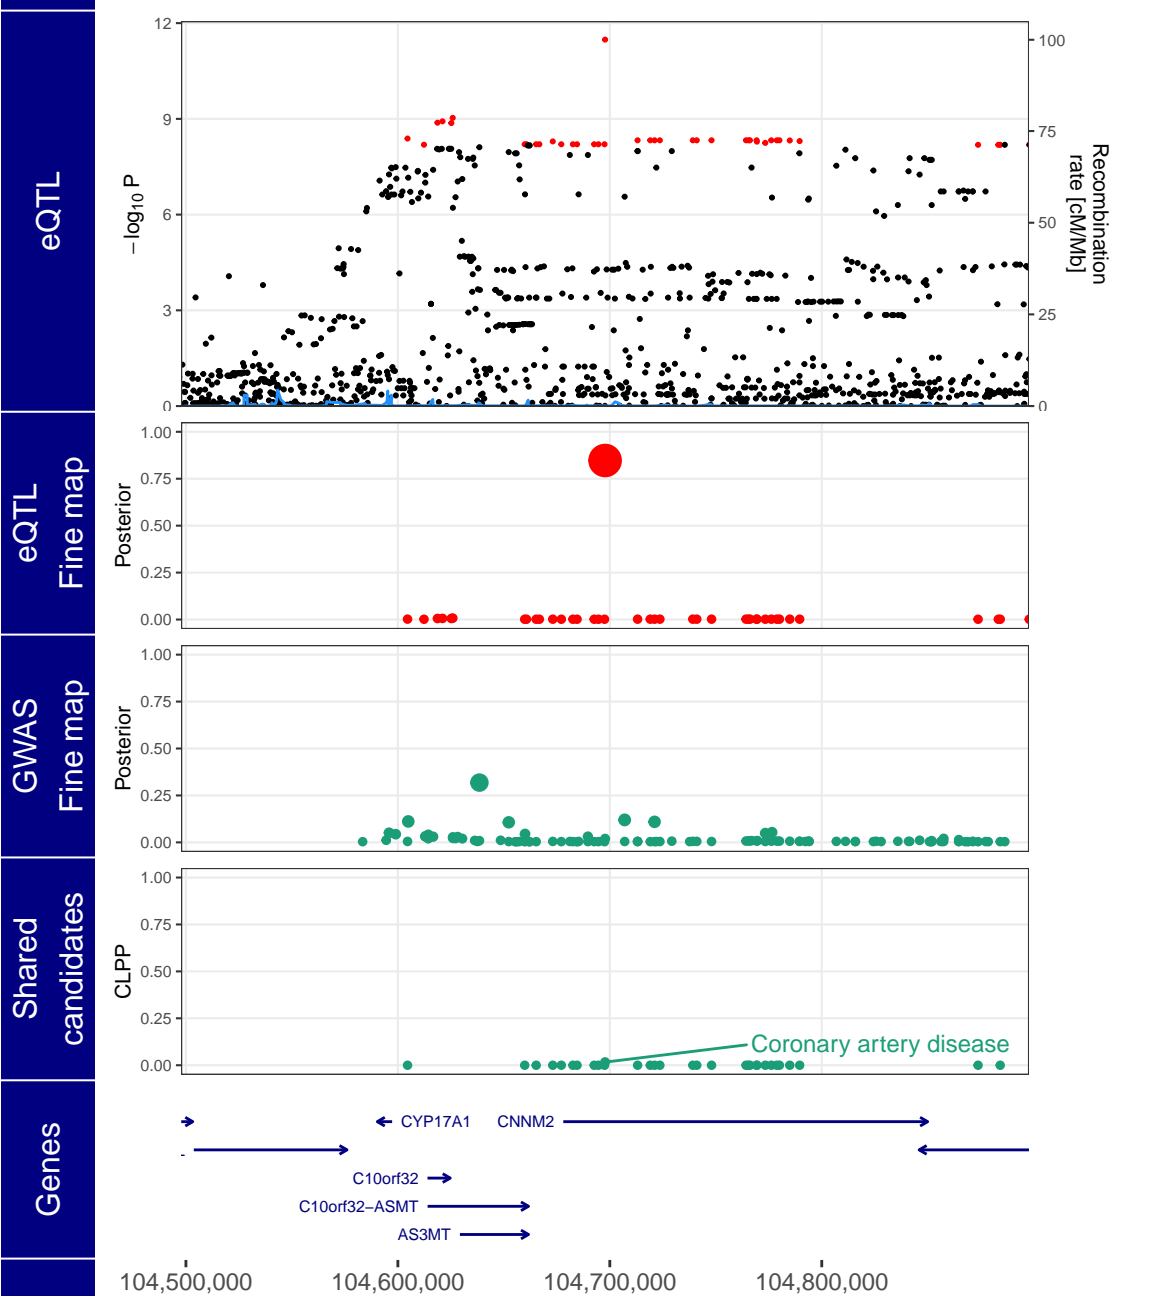 eQTL
−log10 P
12
9
6
3
0
100
75
50
25
0
Recombination
rate [cM/Mb]
eQTL
Fine map
Posterior
1.00
0.75
0.50
0.25
0.00
GWAS
Fine map
Posterior
1.00
0.75
0.50
0.25
0.00
Shared
candidates
CLPP
1.00
0.75
0.50
0.25
0.00
Coronary artery disease
Genes
CYP17A1
CNNM2
C10orf32
C10orf32−ASMT
AS3MT
104,500,000
104,600,000
104,700,000
104,800,000